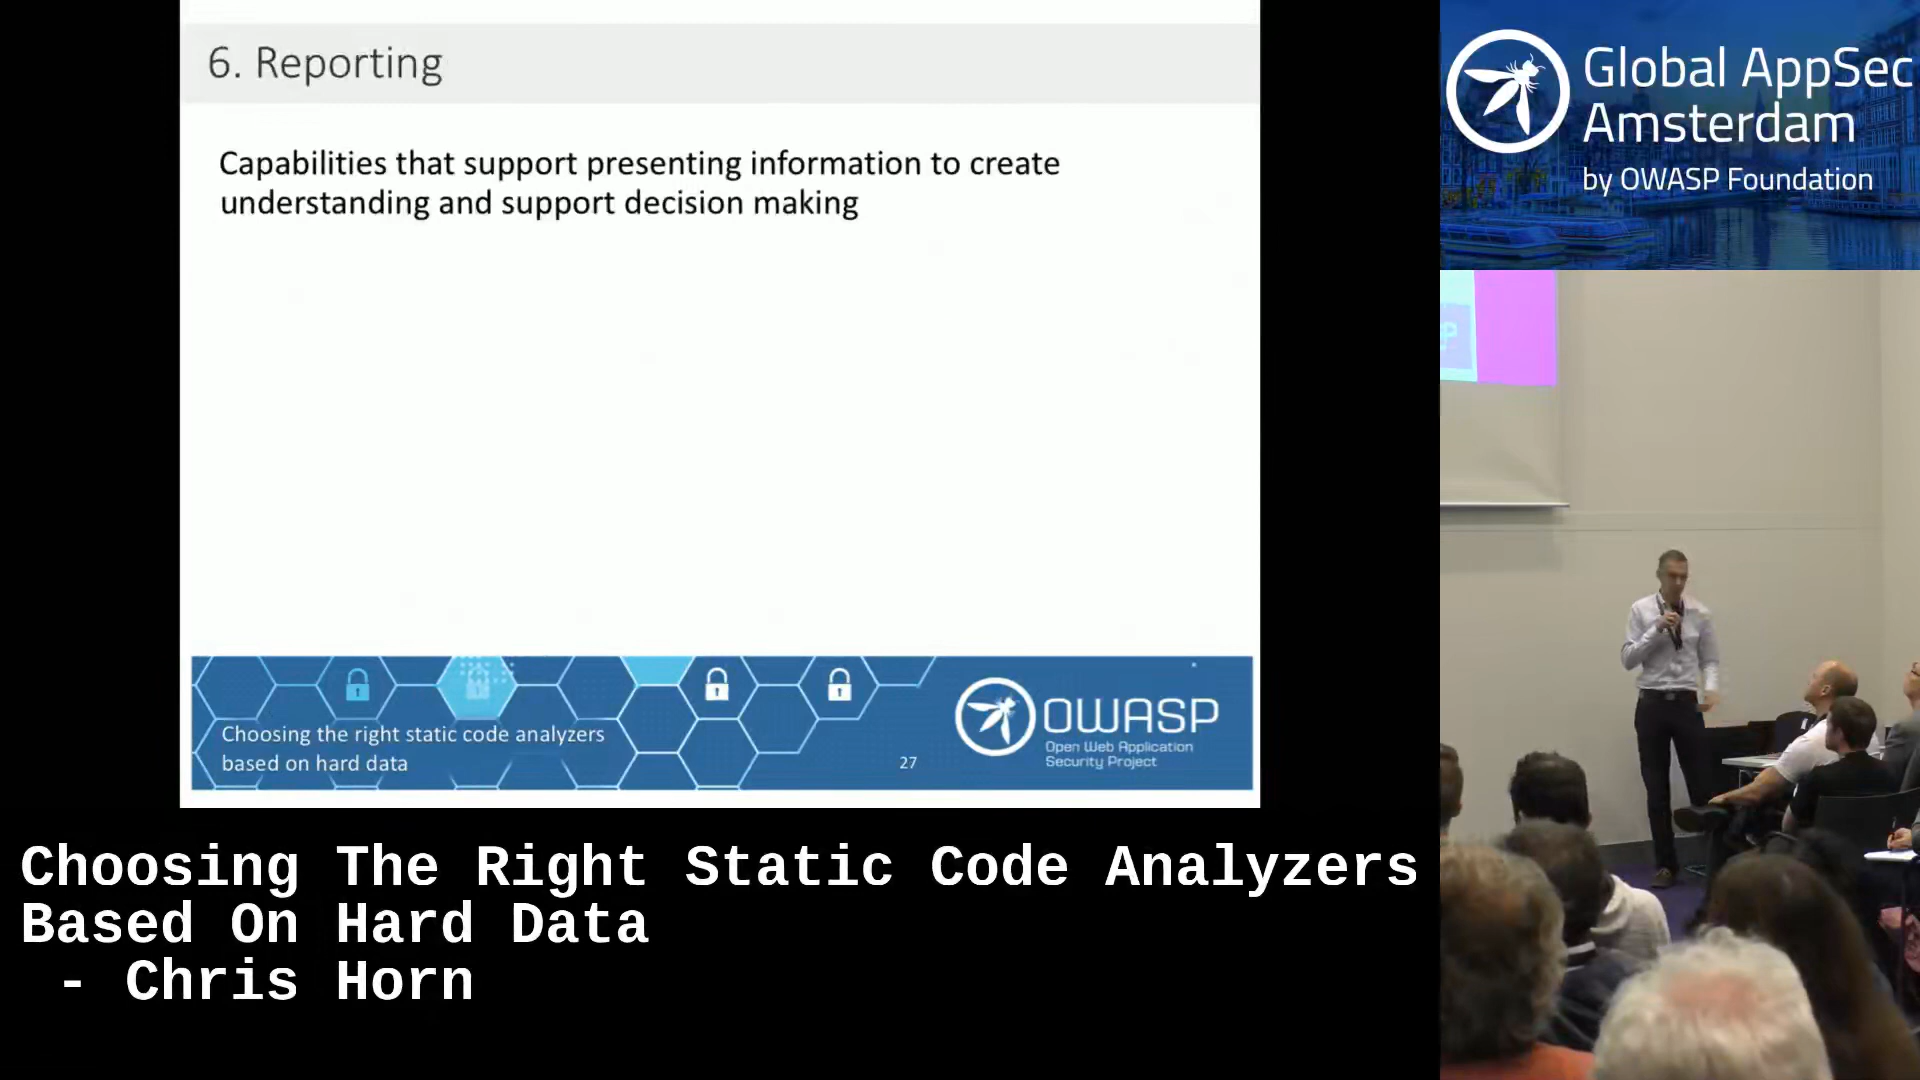 6. Reporting
Capabilities that support presenting information to create
understanding and support decision making
Choosing the right static code analyzers
based on hard data
27
OWASP
Open Web Application
Security Project
Global AppSec
Amsterdam
by OWASP Foundation
Choosing The Right Static Code Analyzers
Based On Hard Data
- Chris Horn